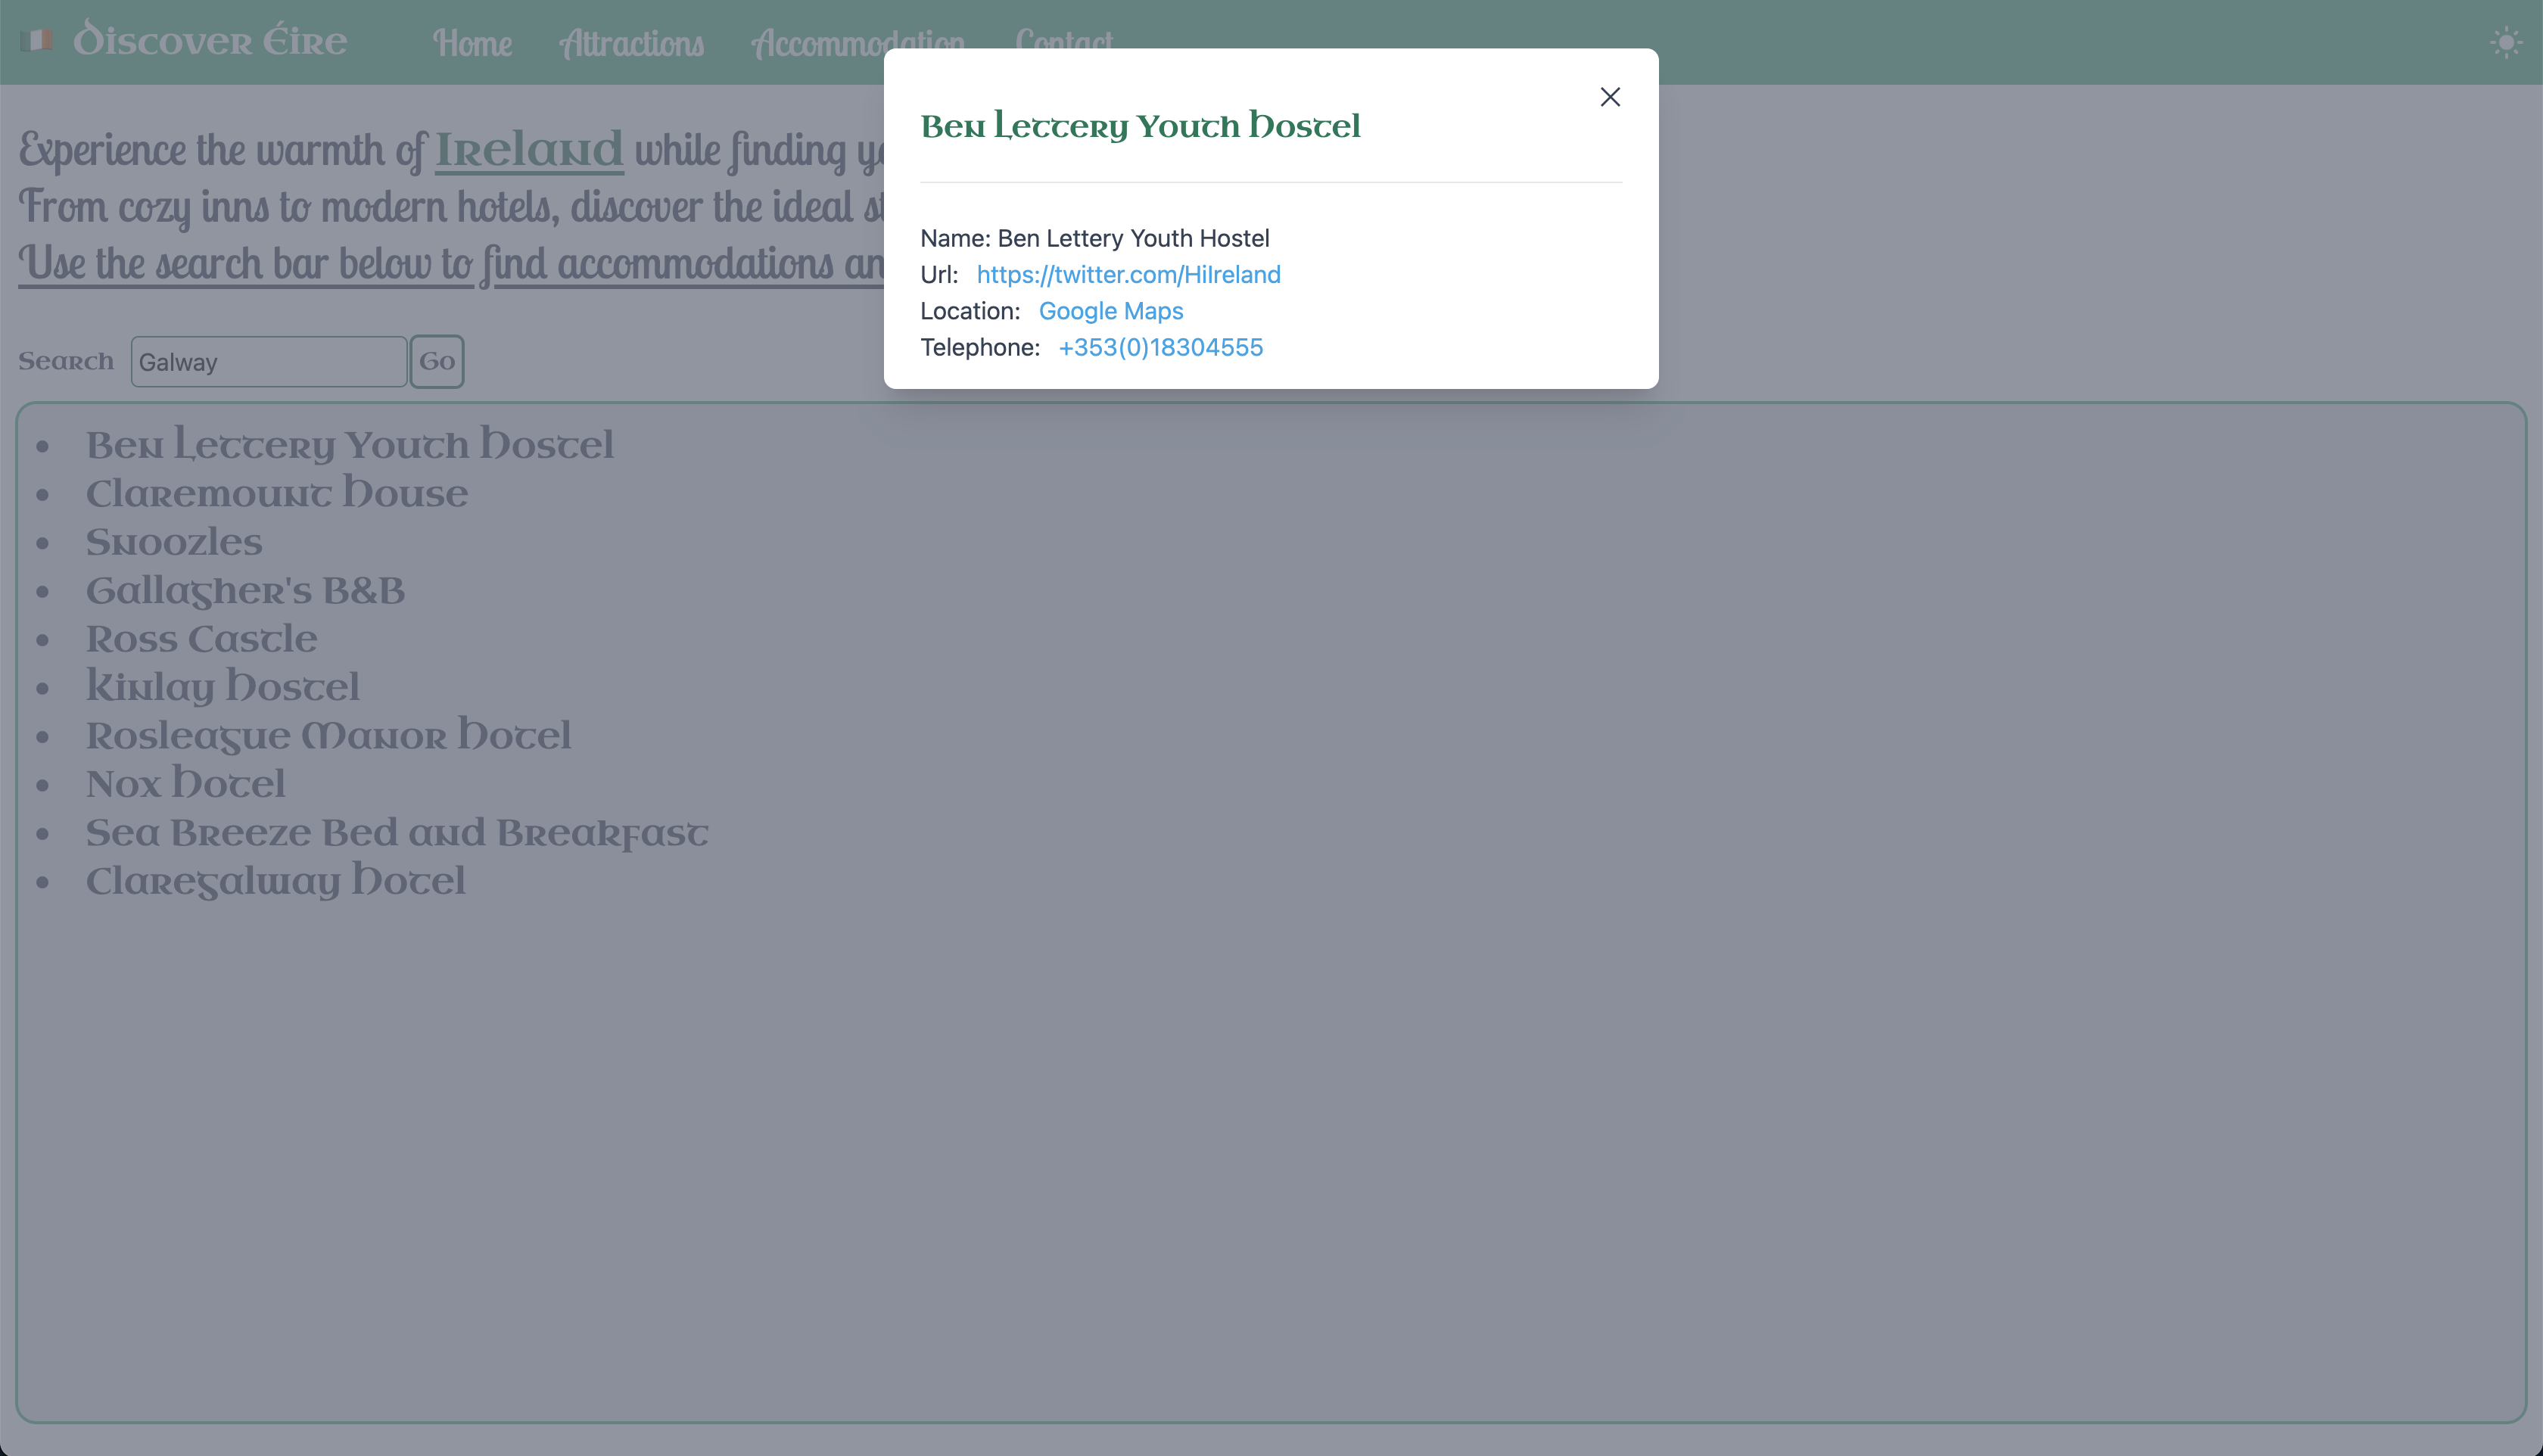 Discover Éire Home Attractions Accommodation Contact
Experience the warmth of Ireland while finding
From cozy inns to modern hotels, discover the ideal
Use the search bar below to find accommodations
Search Galway Go
Ben Lettery Youth Hostel
Claremount House
Snoozles
Gallagher's B&B
Ross Castle
Kinlay Hostel
Rosleague Manor Hotel
Nox Hotel
Sea Breeze Bed and Breakfast
Claregalway Hotel
Ben Lettery Youth Hostel
Name: Ben Lettery Youth Hostel
Url: https://twitter.com/HiIreland
Location: Google Maps
Telephone: +353(0)18304555